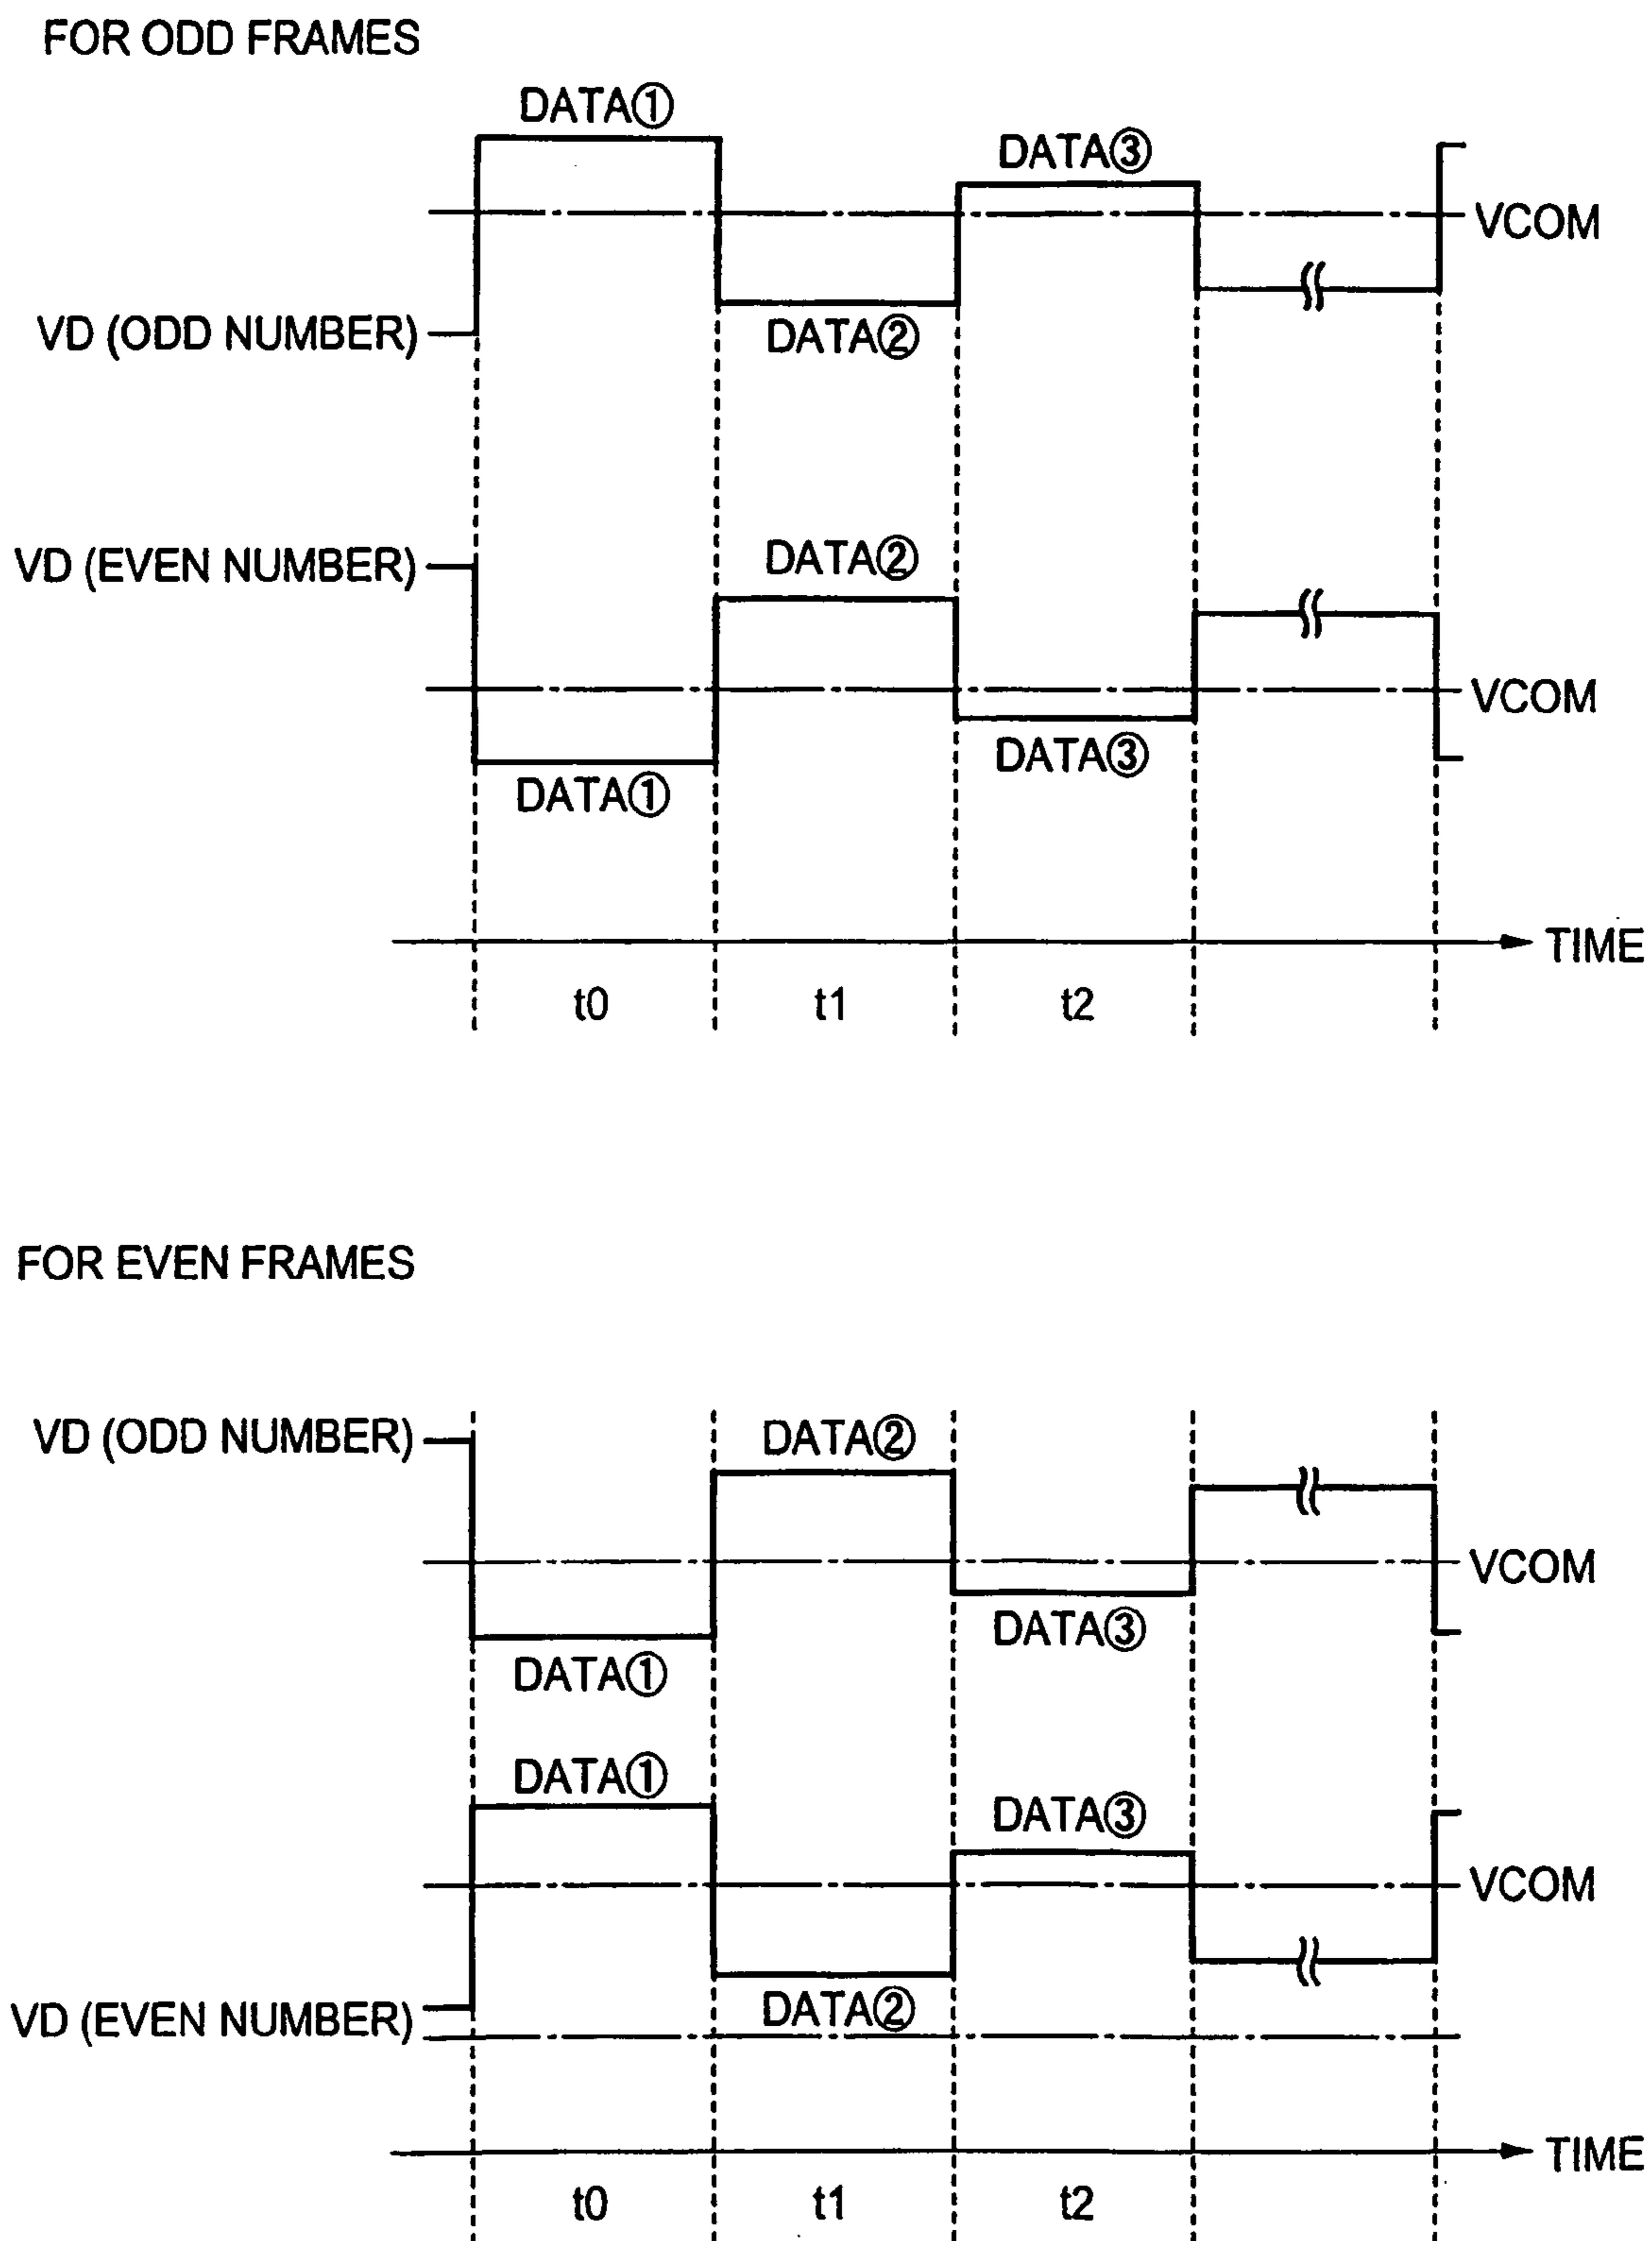 FOR ODD FRAMES
DATA①
DATA③
VCOM
VD (ODD NUMBER)
DATA②
VD (EVEN NUMBER)
DATA②
VCOM
DATA③
DATA①
TIME
t0 t1 t2
FOR EVEN FRAMES
VD (ODD NUMBER)
DATA②
VCOM
DATA③
DATA①
DATA①
DATA③
VCOM
VD (EVEN NUMBER)
DATA②
TIME
t0 t1 t2